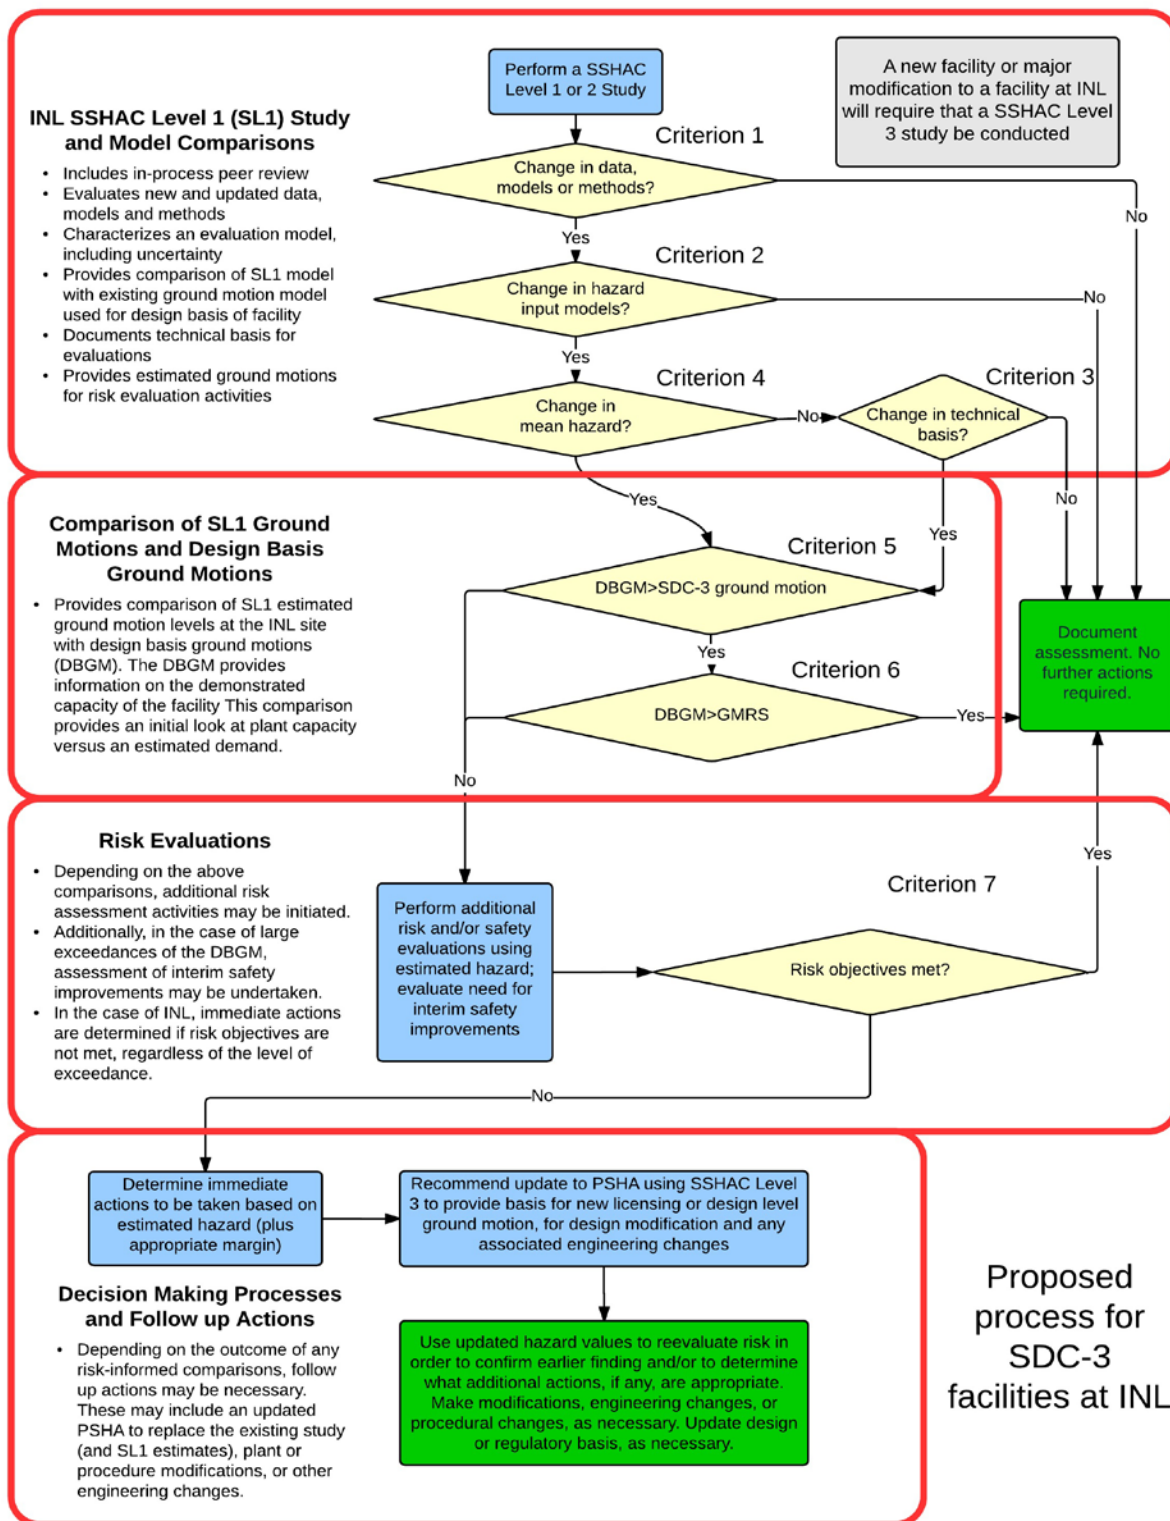 Perform a SSHAC
Level 1 or 2 Study
A new facility or major
modification to a facility at INL
will require that a SSHAC Level
3 study be conducted
INL SSHAC Level 1 (SL1) Study
and Model Comparisons
• Includes in-process peer review
• Evaluates new and updated data,
models and methods
• Characterizes an evaluation model,
including uncertainty
• Provides comparison of SL1 model
with existing ground motion model
used for design basis of facility
• Documents technical basis for
evaluations
• Provides estimated ground motions
for risk evaluation activities
Criterion 1
Change in data,
models or methods?
No
Yes
Criterion 2
Change in hazard
input models?
No
Yes
Criterion 4
Change in
mean hazard?
No
Criterion 3
Change in technical
basis?
No
Yes
Yes
Comparison of SL1 Ground
Motions and Design Basis
Ground Motions
• Provides comparison of SL1 estimated
ground motion levels at the INL site
with design basis ground motions
(DBGM). The DBGM provides
information on the demonstrated
capacity of the facility This comparison
provides an initial look at plant capacity
versus an estimated demand.
Criterion 5
DBGM>SDC-3 ground motion
Yes
Criterion 6
DBGM>GMRS
Yes
No
Document
assessment. No
further actions
required.
Risk Evaluations
• Depending on the above
comparisons, additional risk
assessment activities may be initiated.
• Additionally, in the case of large
exceedances of the DBGM,
assessment of interim safety
improvements may be undertaken.
• In the case of INL, immediate actions
are determined if risk objectives are
not met, regardless of the level of
exceedance.
Perform additional
risk and/or safety
evaluations using
estimated hazard;
evaluate need for
interim safety
improvements
Criterion 7
Risk objectives met?
Yes
No
Determine immediate
actions to be taken based on
estimated hazard (plus
appropriate margin)
Recommend update to PSHA using SSHAC Level
3 to provide basis for new licensing or design level
ground motion, for design modification and any
associated engineering changes
Decision Making Processes
and Follow up Actions
• Depending on the outcome of any
risk-informed comparisons, follow
up actions may be necessary.
These may include an updated
PSHA to replace the existing study
(and SL1 estimates), plant or
procedure modifications, or other
engineering changes.
Use updated hazard values to reevaluate risk in
order to confirm earlier finding and/or to determine
what additional actions, if any, are appropriate.
Make modifications, engineering changes, or
procedural changes, as necessary. Update design
or regulatory basis, as necessary.
Proposed
process for
SDC-3
facilities at INL